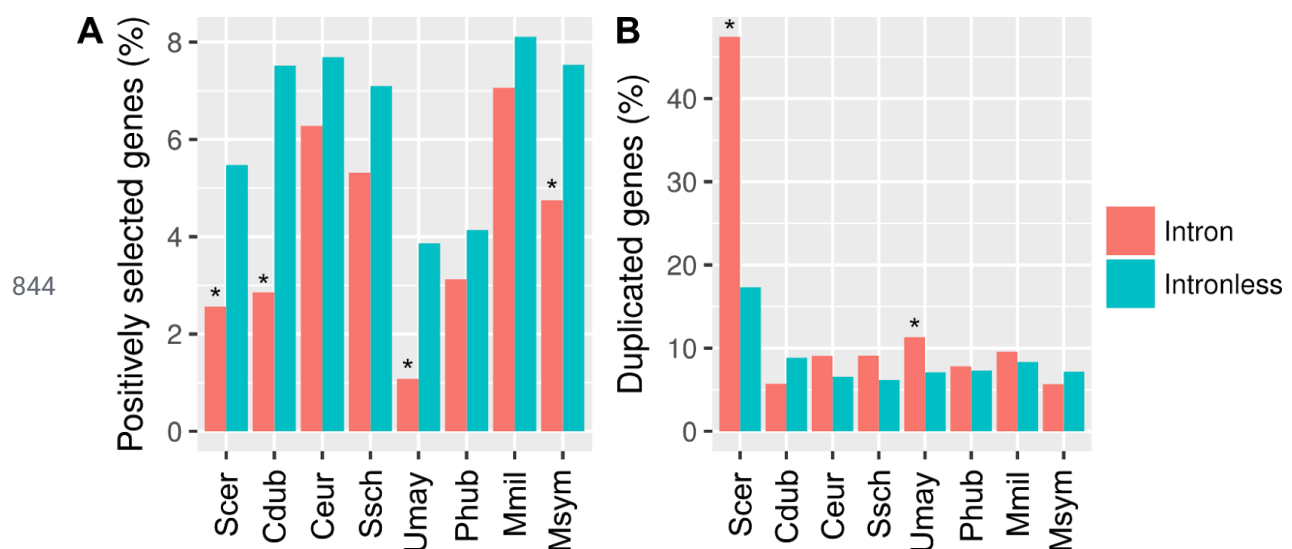 844
A
Positively selected genes (%)
8
6
4
2
0
*
*
*
*
Scer
Cdub
Ceur
Ssch
Umay
Phub
Mmil
Msym
B
Duplicated genes (%)
40
30
20
10
0
*
*
Scer
Cdub
Ceur
Ssch
Umay
Phub
Mmil
Msym
Intron
Intronless